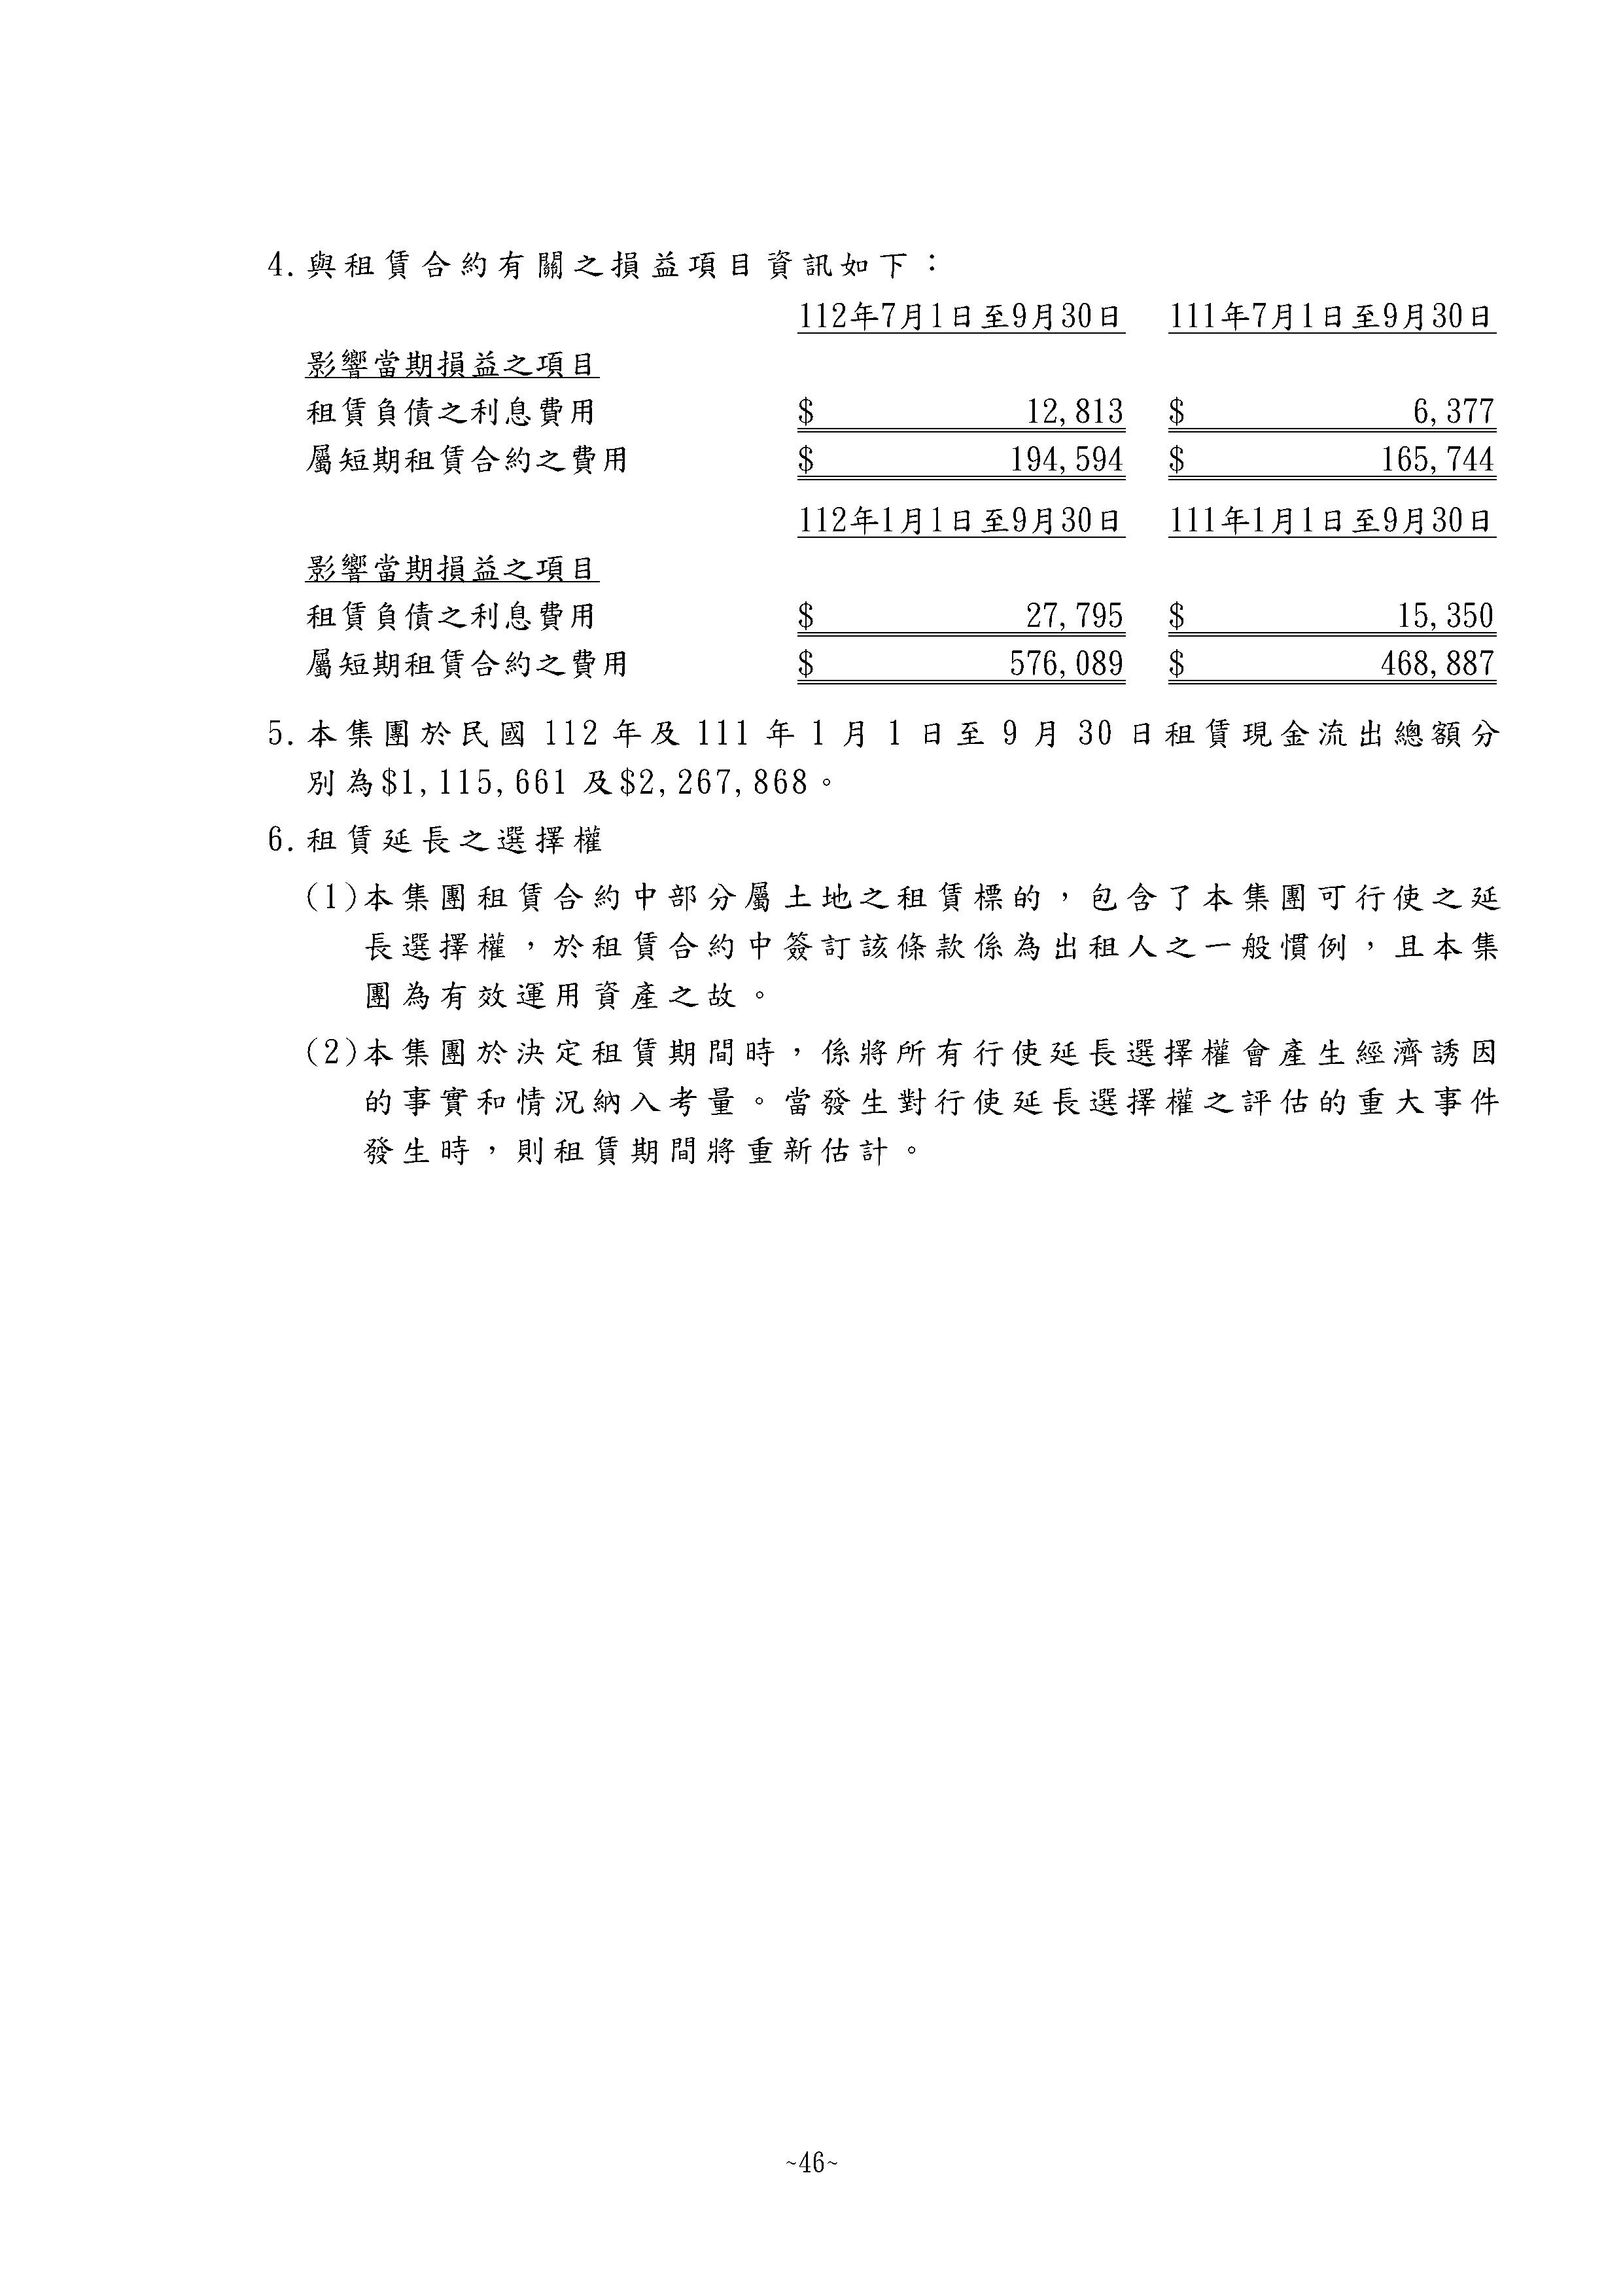 4.與租賃合約有關之損益項目資訊如下：
112年7月1日至9月30日 111年7月1日至9月30日
影響當期損益之項目
租賃負債之利息費用 $ 12,813 $ 6,377
屬短期租賃合約之費用 $ 194,594 $ 165,744
112年1月1日至9月30日 111年1月1日至9月30日
影響當期損益之項目
租賃負債之利息費用 $ 27,795 $ 15,350
屬短期租賃合約之費用 $ 576,089 $ 468,887
5.本集團於民國 112 年及 111 年 1 月 1 日至 9 月 30 日租賃現金流出總額分
別為$1,115,661 及$2,267,868。
6.租賃延長之選擇權
(1)本集團租賃合約中部分屬土地之租賃標的，包含了本集團可行使之延
長選擇權，於租賃合約中簽訂該條款係為出租人之一般慣例，且本集
團為有效運用資產之故。
(2)本集團於決定租賃期間時，係將所有行使延長選擇權會產生經濟誘因
的事實和情況納入考量。當發生對行使延長選擇權之評估的重大事件
發生時，則租賃期間將重新估計。
~46~